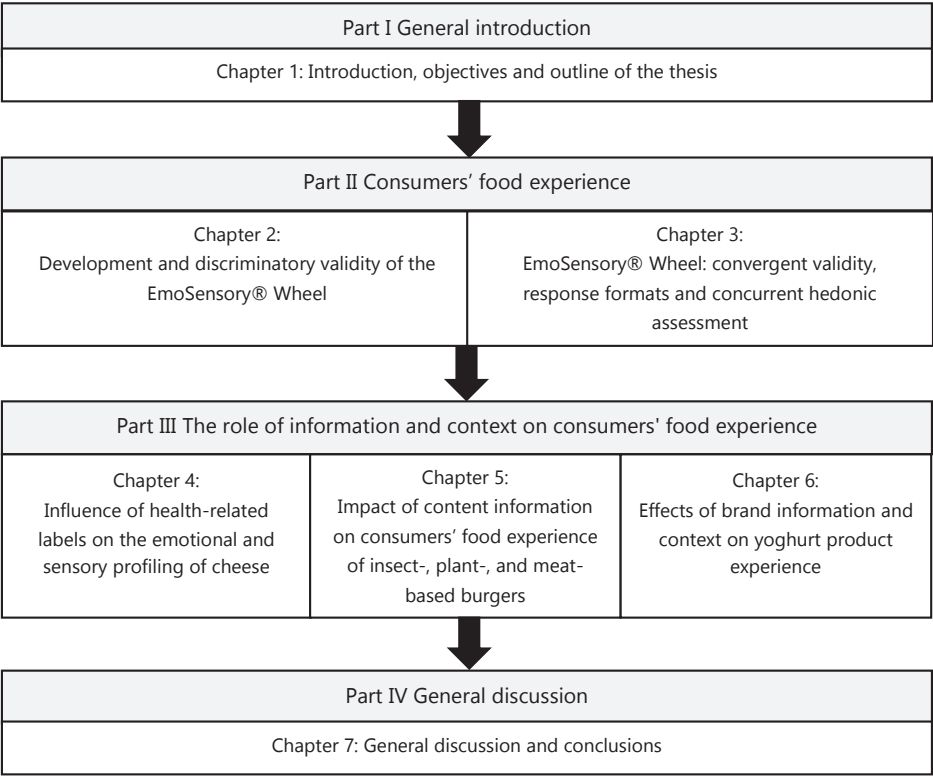 Part I General introduction
Chapter 1: Introduction, objectives and outline of the thesis
Part II Consumers’ food experience
Chapter 2:
Development and discriminatory validity of the
EmoSensory® Wheel
Chapter 3:
EmoSensory® Wheel: convergent validity,
response formats and concurrent hedonic
assessment
Part III The role of information and context on consumers' food experience
Chapter 4:
Influence of health-related
labels on the emotional and
sensory profiling of cheese
Chapter 5:
Impact of content information
on consumers’ food experience
of insect-, plant-, and meat-
based burgers
Chapter 6:
Effects of brand information and
context on yoghurt product
experience
Part IV General discussion
Chapter 7: General discussion and conclusions